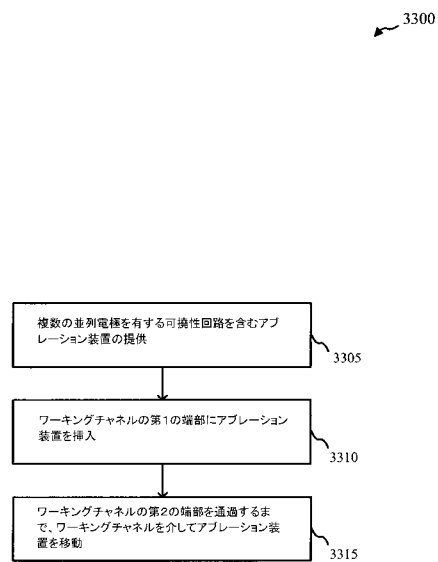 3300
複数の並列電極を有する可撓性回路を含むアブ
レーション装置の提供
3305
ワーキングチャネルの第1の端部にアブレーション
装置を挿入
3310
ワーキングチャネルの第2の端部を通過するま
で、ワーキングチャネルを介してアブレーション装
置を移動
3315